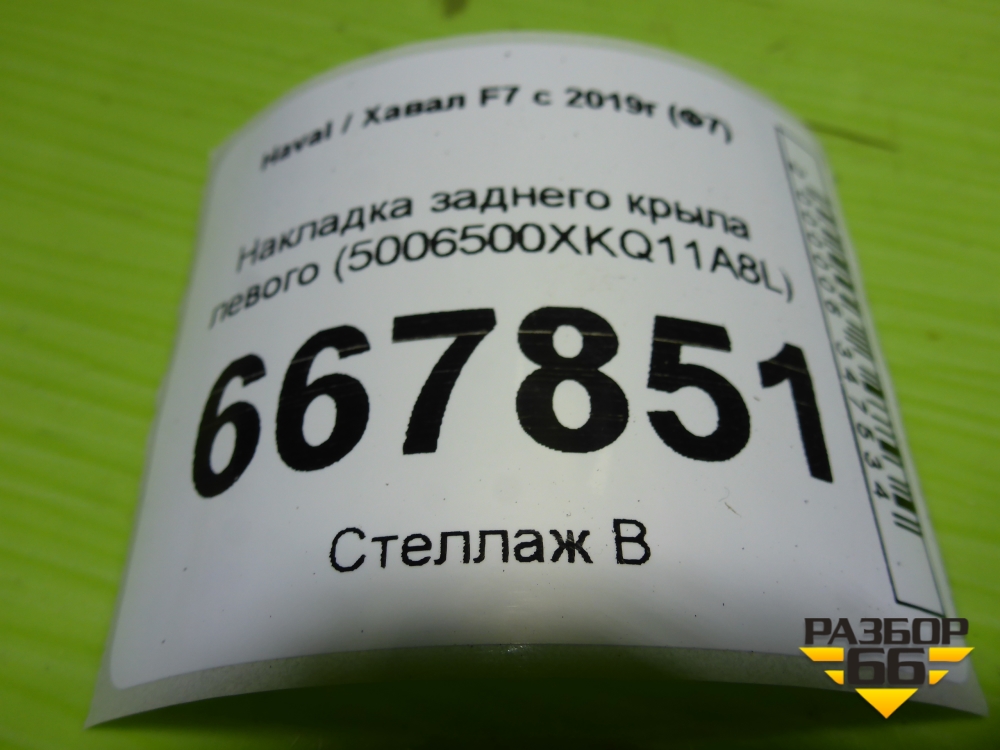 Haval / Хавал F7 с 2019г (Ф7)
Накладка заднего крыла
левого (5006500XKQ11A8L)
667851
Стеллаж В
РАЗБОР
66